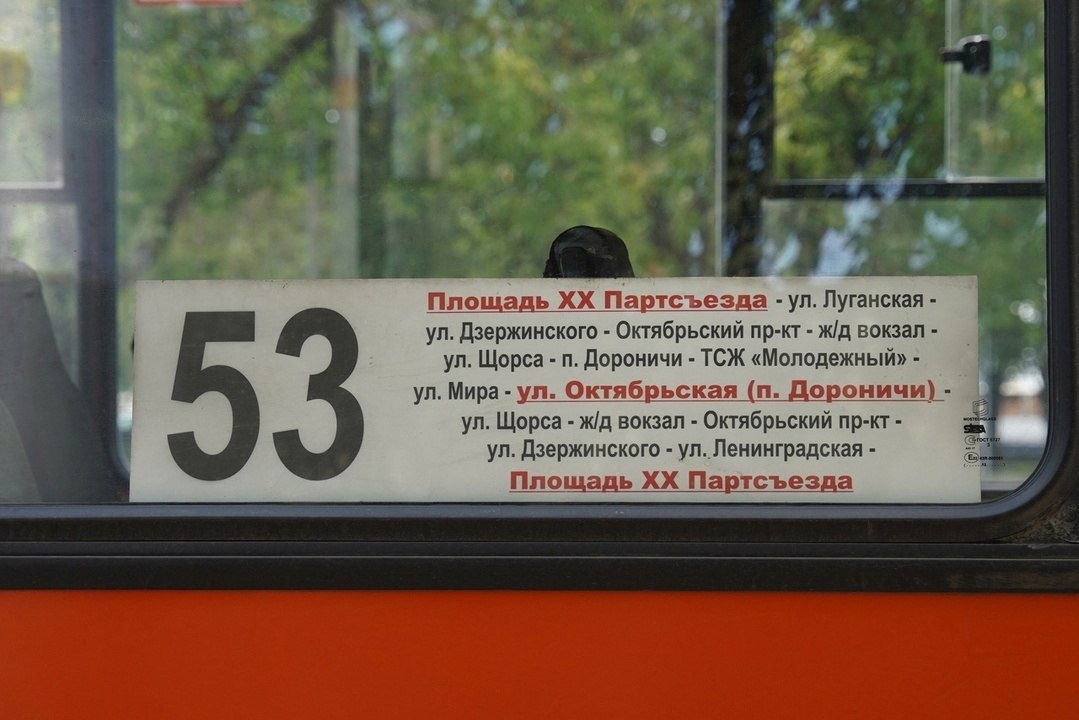 53
Площадь XX Партсъезда - ул. Луганская -
ул. Дзержинского - Октябрьский пр-кт - ж/д вокзал -
ул. Щорса - п. Дороничи - ТСЖ «Молодежный» -
ул. Мира - ул. Октябрьская (п. Дороничи) -
ул. Щорса - ж/д вокзал - Октябрьский пр-кт -
ул. Дзержинского - ул. Ленинградская -
Площадь XX Партсъезда